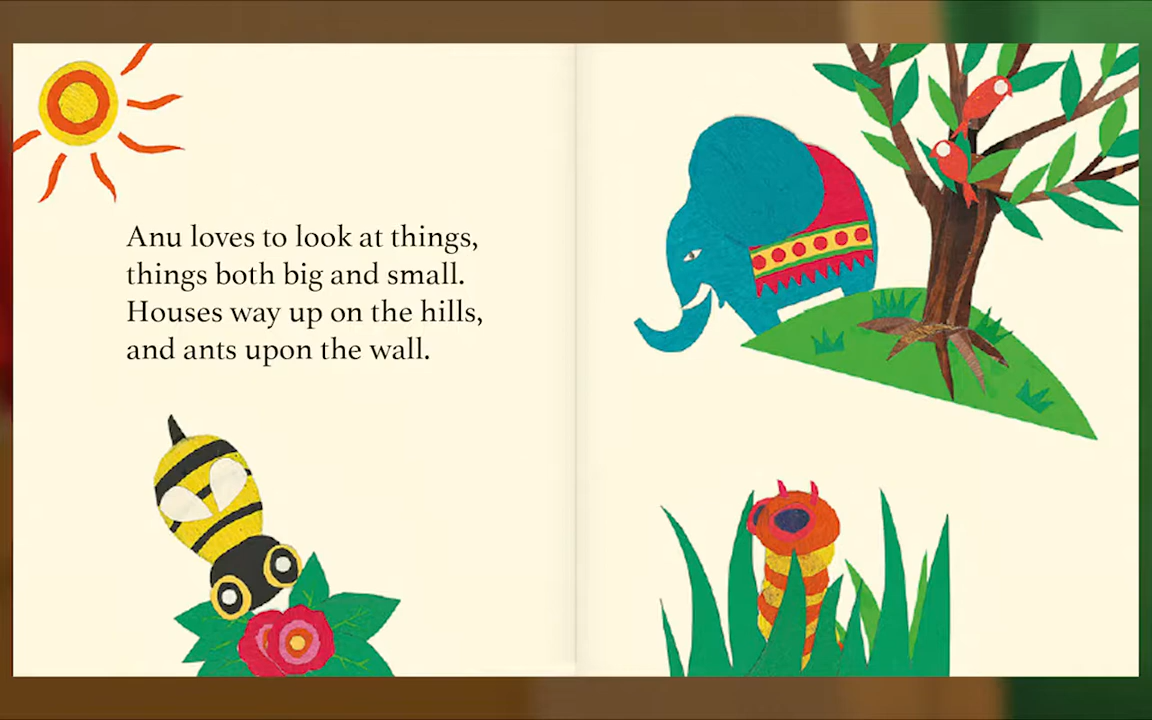 Anu loves to look at things,
things both big and small.
Houses way up on the hills,
and ants upon the wall.